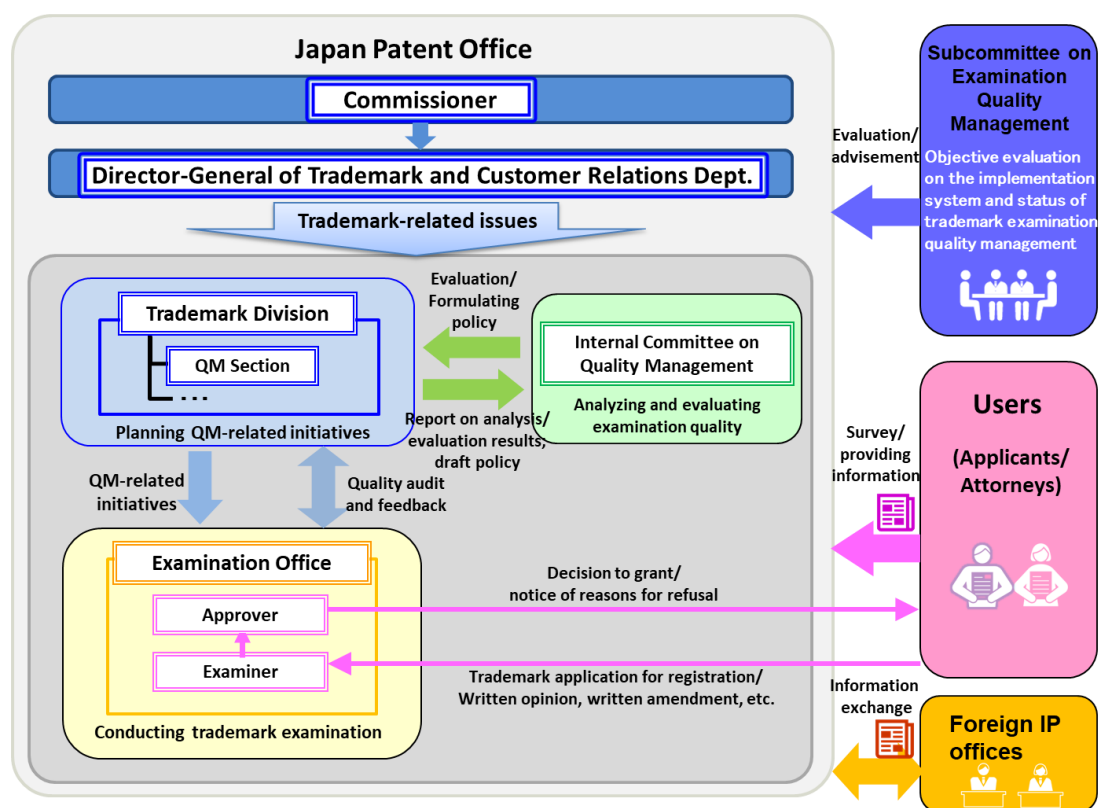 Japan Patent Office
Commissioner
Director-General of Trademark and Customer Relations Dept.
Trademark-related issues
Trademark Division
QM Section
...
Planning QM-related initiatives
Evaluation/
Formulating
policy
Report on analysis/
evaluation results;
draft policy
Internal Committee on
Quality Management
Analyzing and evaluating
examination quality
QM-related
initiatives
Quality audit
and feedback
Examination Office
Approver
Examiner
Conducting trademark examination
Decision to grant/
notice of reasons for refusal
Trademark application for registration/
Written opinion, written amendment, etc.
Evaluation/
advisement
Subcommittee on
Examination
Quality
Management
Objective evaluation
on the implementation
system and status of
trademark examination
quality management
Survey/
providing
information
Users
(Applicants/
Attorneys)
Information
exchange
Foreign IP
offices